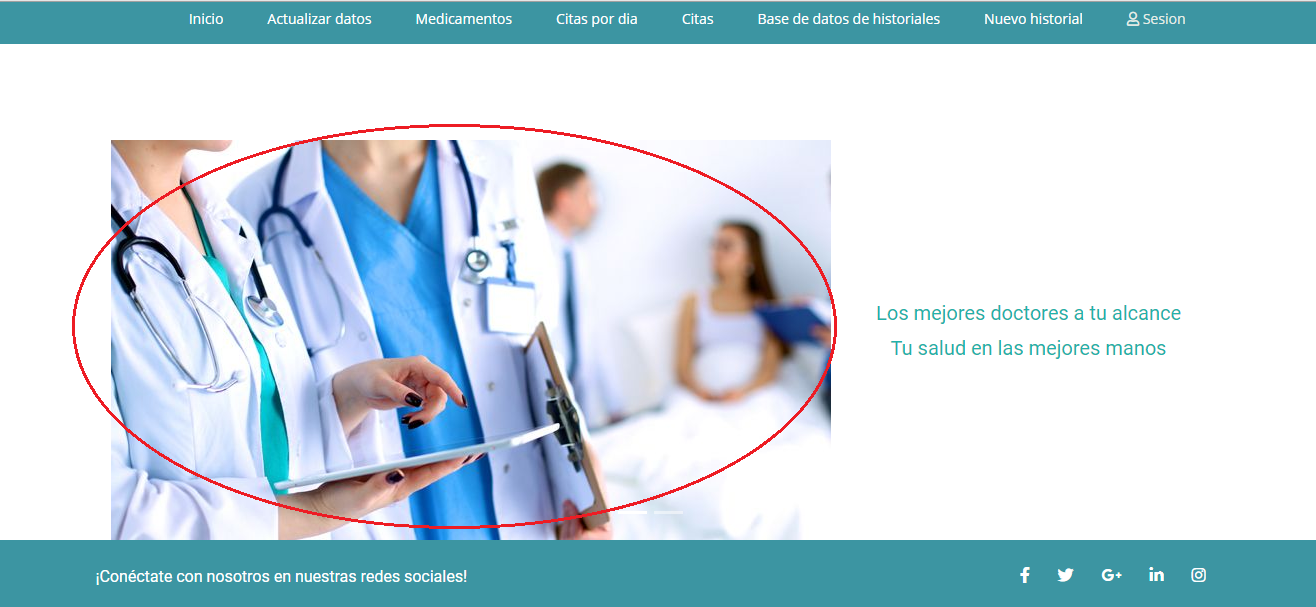 Inicio Actualizar datos Medicamentos Citas por dia Citas Base de datos de historiales Nuevo historial Sesion
Los mejores doctores a tu alcance
Tu salud en las mejores manos
¡Conéctate con nosotros en nuestras redes sociales!